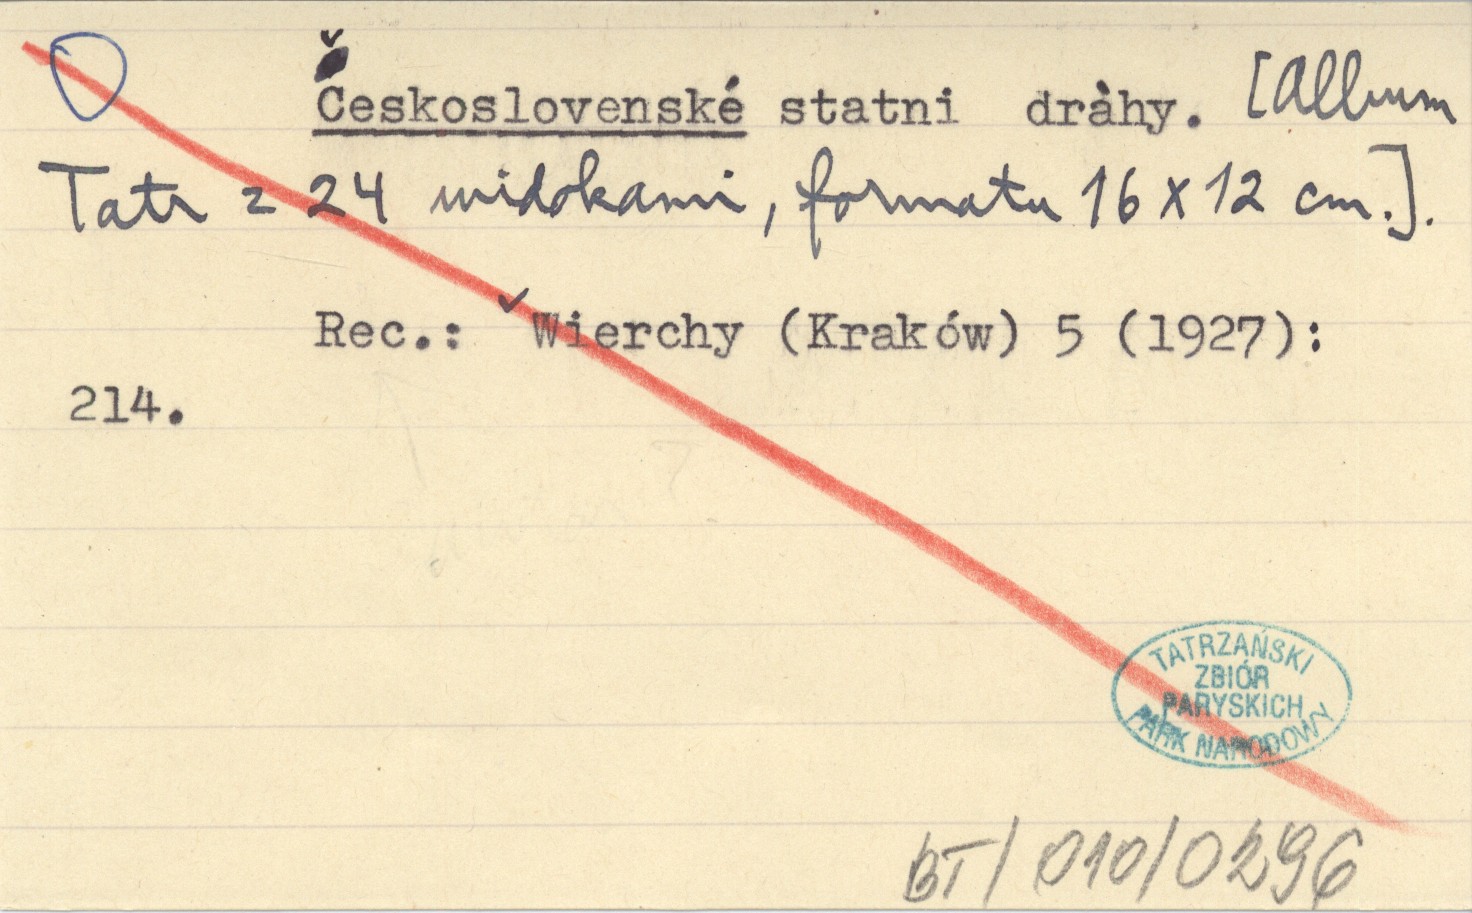 Československé statni dràhy. [Album
Tatr z 24 widokami, formatu 16 x 12 cm.].
Rec.: Wierchy (Kraków) 5 (1927):
214.
TATRZAŃSKI
ZBIÓR
PARYSKICH
PARK NARODOWY
BT/010/0296